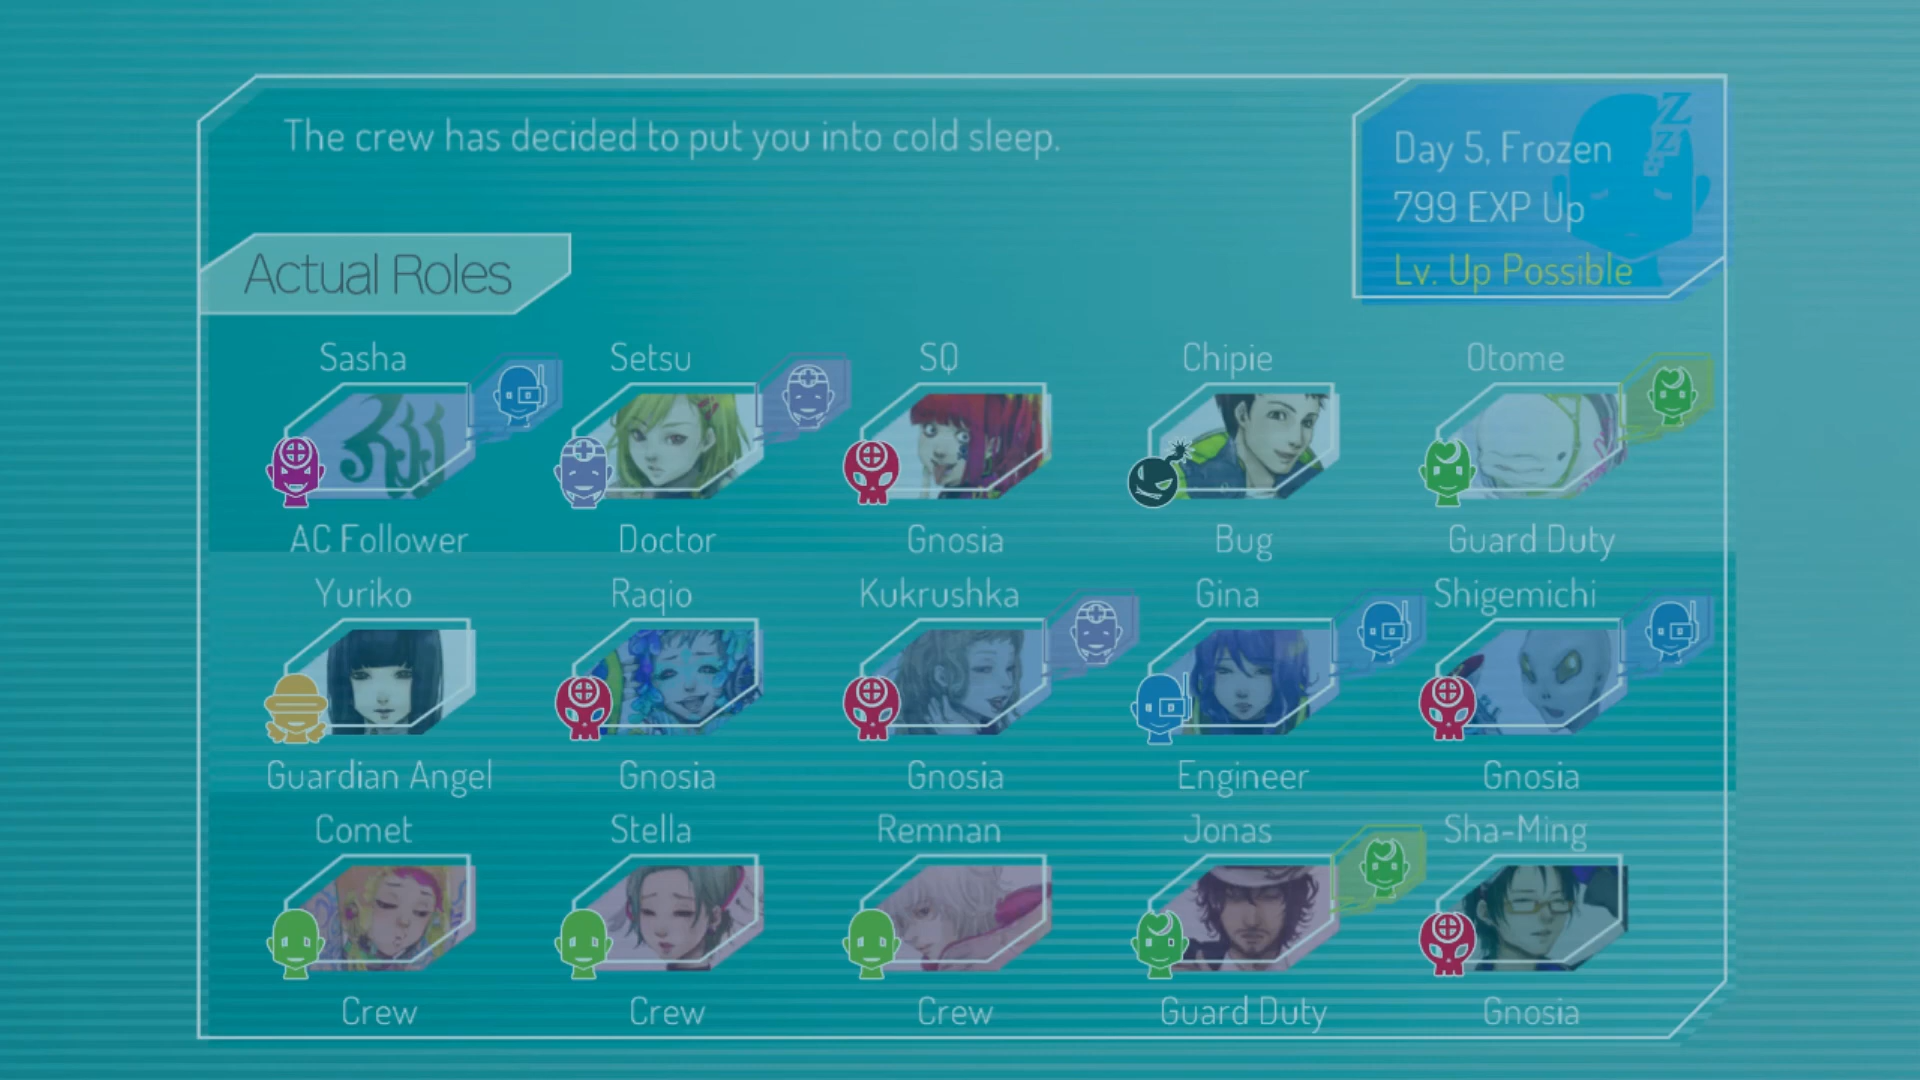 The crew has decided to put you into cold sleep.
Day 5, Frozen
799 EXP Up
Lv. Up Possible
Actual Roles
Sasha Setsu SQ Chipie Otome
AC Follower Doctor Gnosia Bug Guard Duty
Yuriko Raqio Kukrushka Gina Shigemichi
Guardian Angel Gnosia Gnosia Engineer Gnosia
Comet Stella Remnan Jonas Sha-Ming
Crew Crew Crew Guard Duty Gnosia